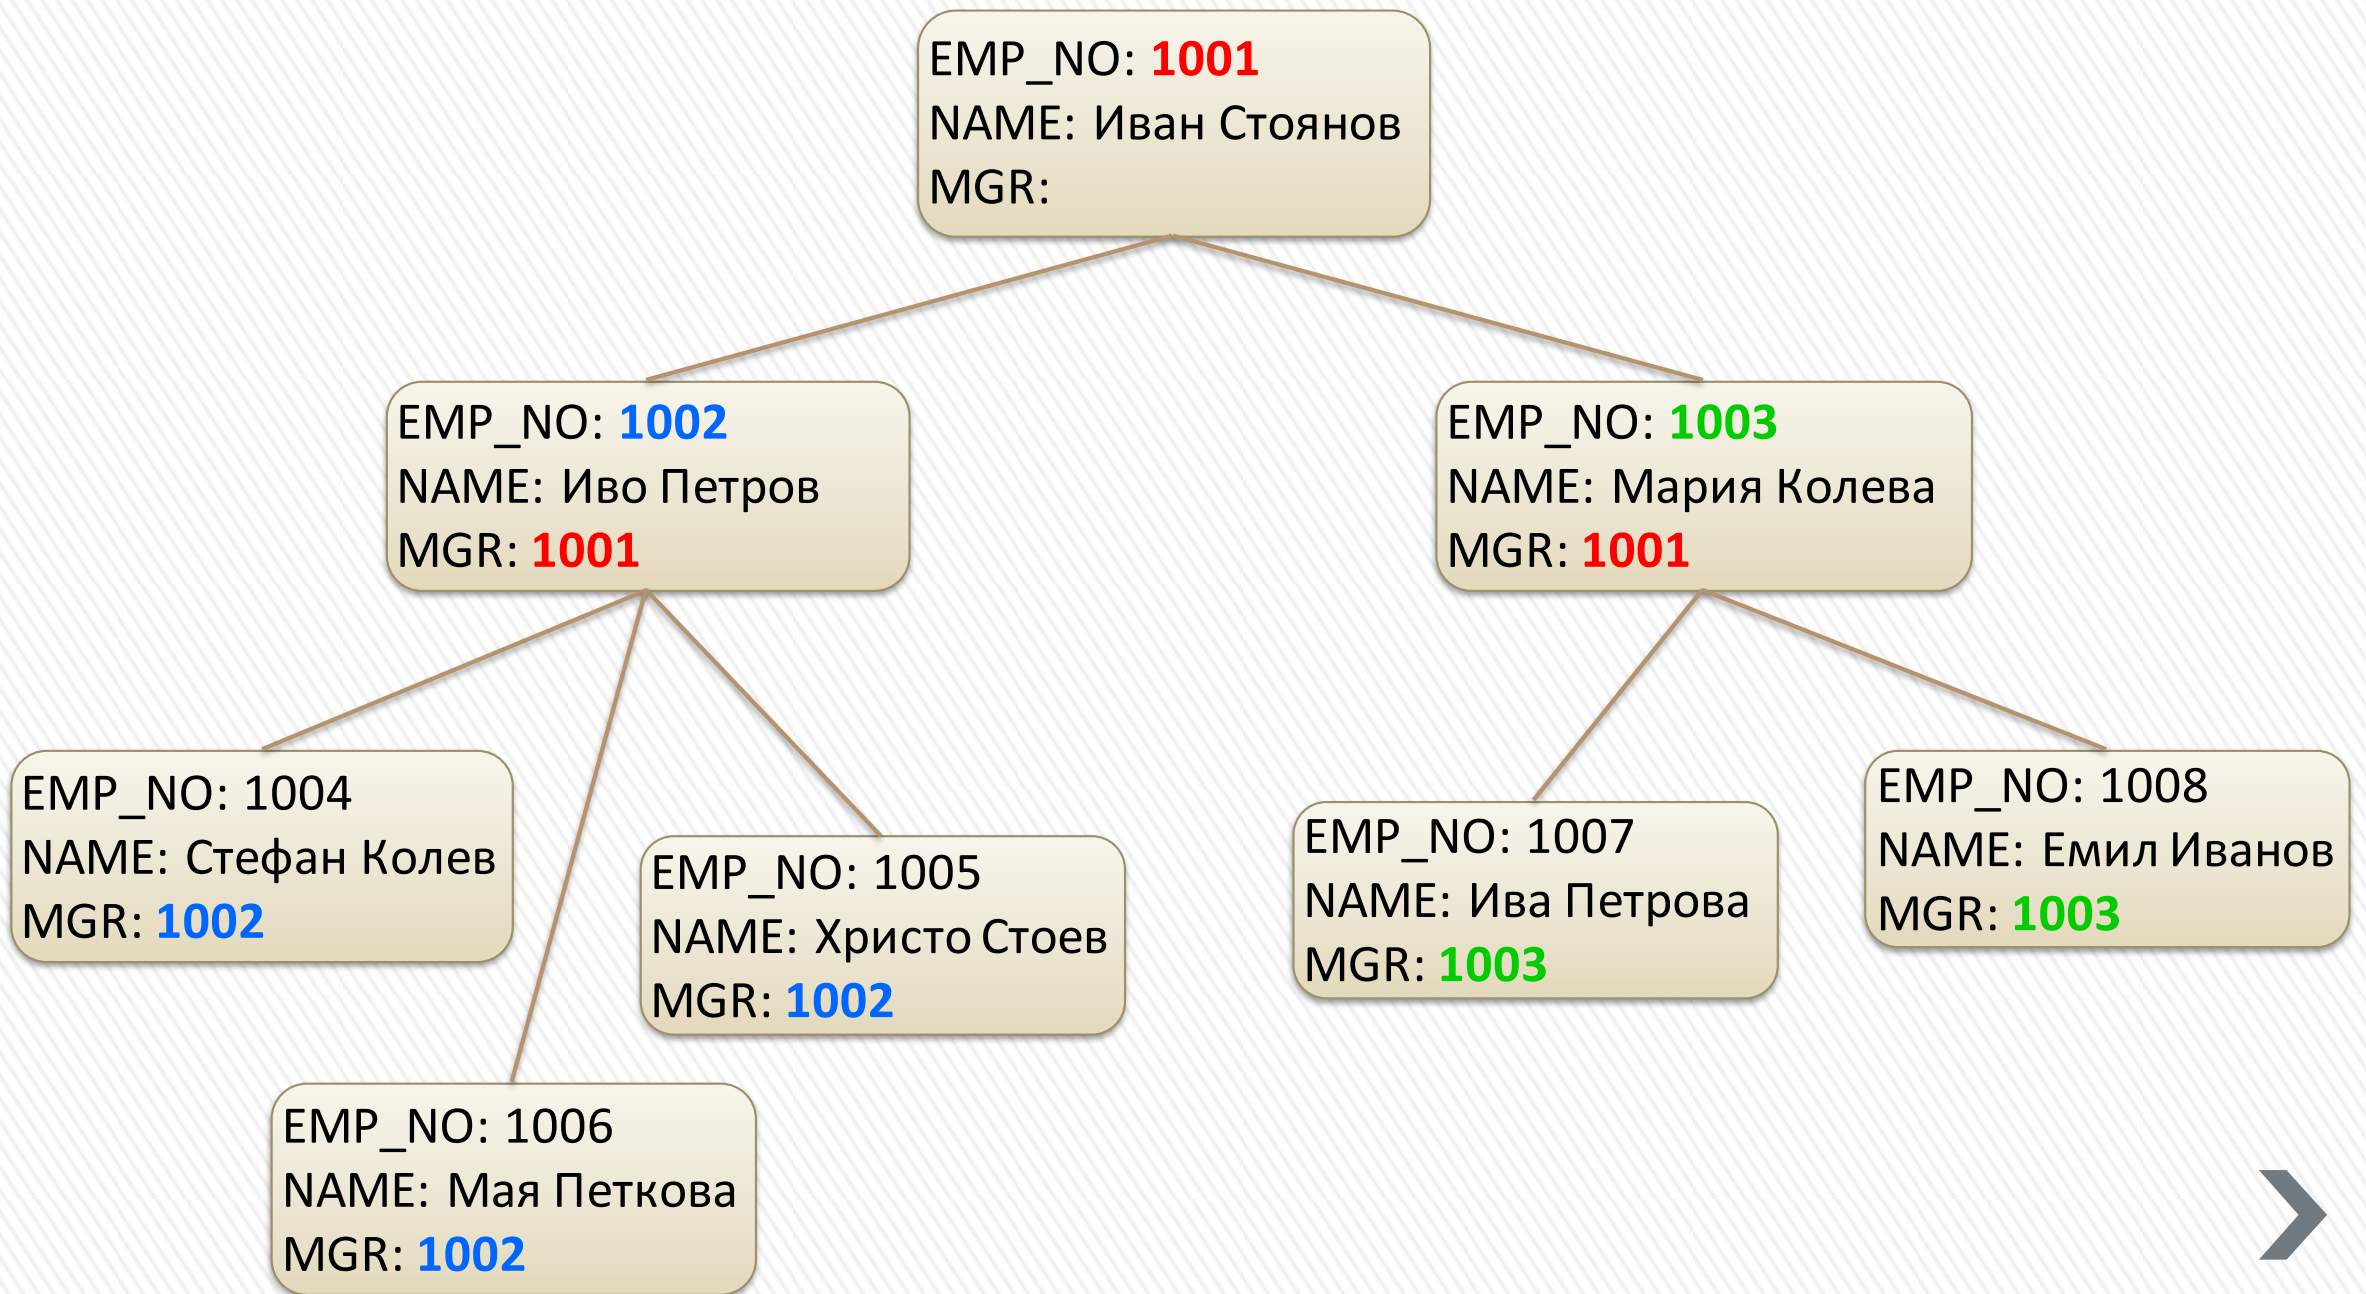 EMP_NO: 1001
NAME: Иван Стоянов
MGR:
EMP_NO: 1002
NAME: Иво Петров
MGR: 1001
EMP_NO: 1003
NAME: Мария Колева
MGR: 1001
EMP_NO: 1004
NAME: Стефан Колев
MGR: 1002
EMP_NO: 1005
NAME: Христо Стоев
MGR: 1002
EMP_NO: 1006
NAME: Мая Петкова
MGR: 1002
EMP_NO: 1007
NAME: Ива Петрова
MGR: 1003
EMP_NO: 1008
NAME: Емил Иванов
MGR: 1003